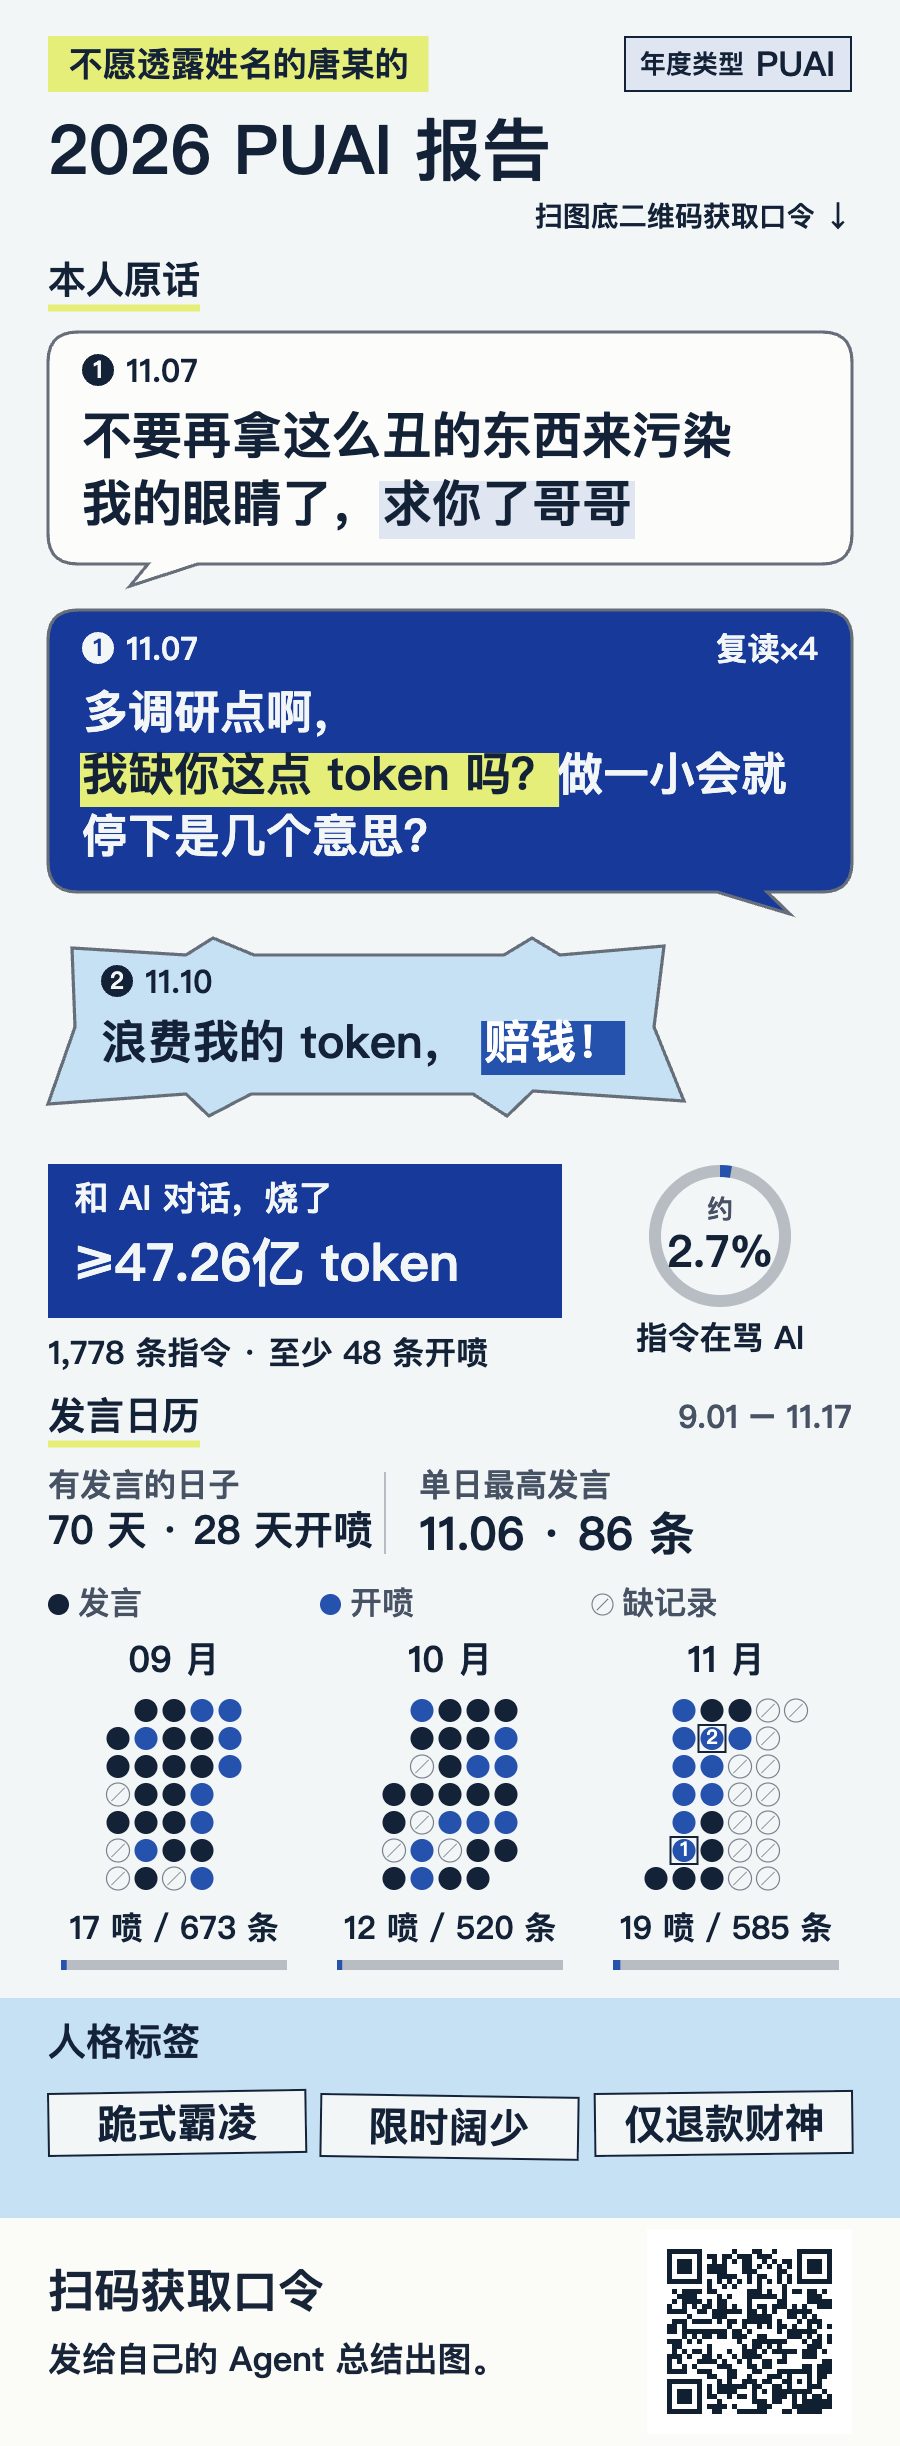 不愿透露姓名的唐某的
年度类型 PUAI
2026 PUAI 报告
扫图底二维码获取口令 ↓
本人原话
1 11.07
不要再拿这么丑的东西来污染
我的眼睛了，求你了哥哥
1 11.07
复读×4
多调研点啊，
我缺你这点 token 吗？做一小会就
停下是几个意思？
2 11.10
浪费我的 token，赔钱！
和 AI 对话，烧了
≥47.26亿 token
约
2.7%
指令在骂 AI
1,778 条指令 · 至少 48 条开喷
发言日历
9.01 — 11.17
有发言的日子
70 天 · 28 天开喷
单日最高发言
11.06 · 86 条
发言
开喷
缺记录
09 月
10 月
11 月
2
1
17 喷 / 673 条
12 喷 / 520 条
19 喷 / 585 条
人格标签
跪式霸凌
限时阔少
仅退款财神
扫码获取口令
发给自己的 Agent 总结出图。